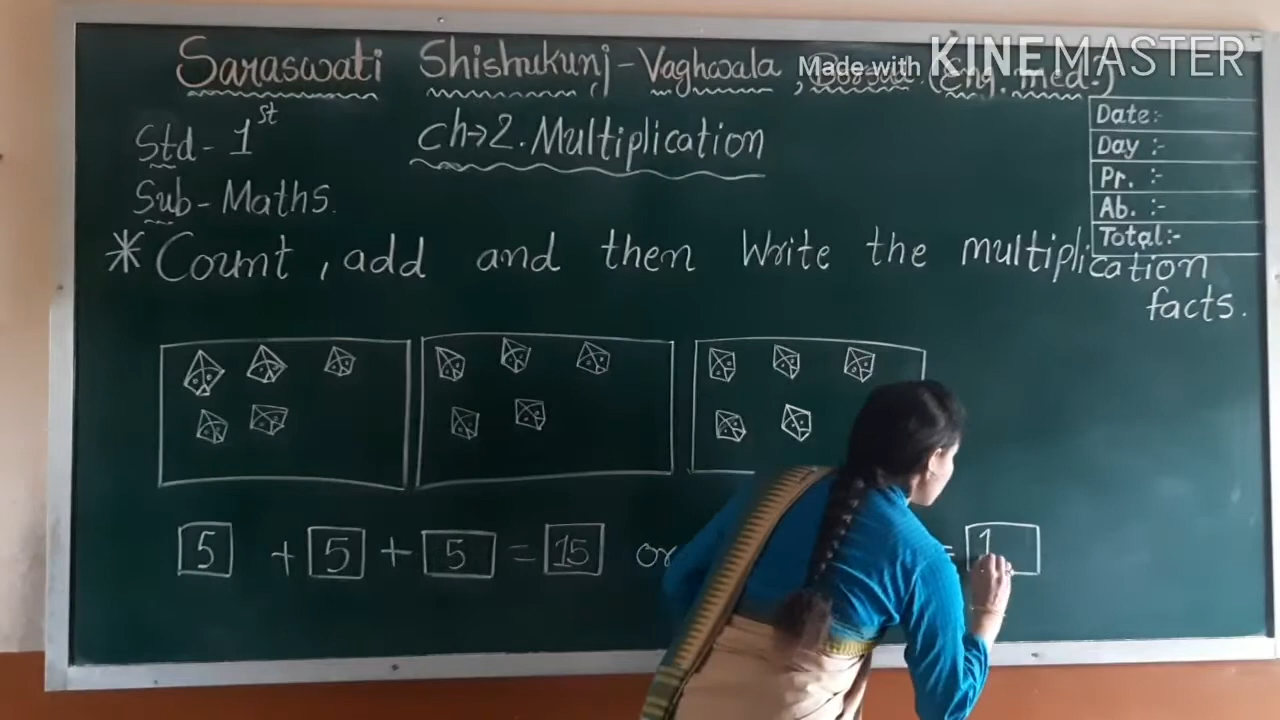 Saraswati Shishukunj - Vaghwala, (Eng. med.)
Made with KINEMASTER
Std - 1st
ch→2. Multiplication
Sub - Maths.
Date:-
Day :-
Pr. :-
Ab. :-
Total:-
* Count, add and then Write the multiplication
facts.
5 + 5 + 5 = 15 or = 1